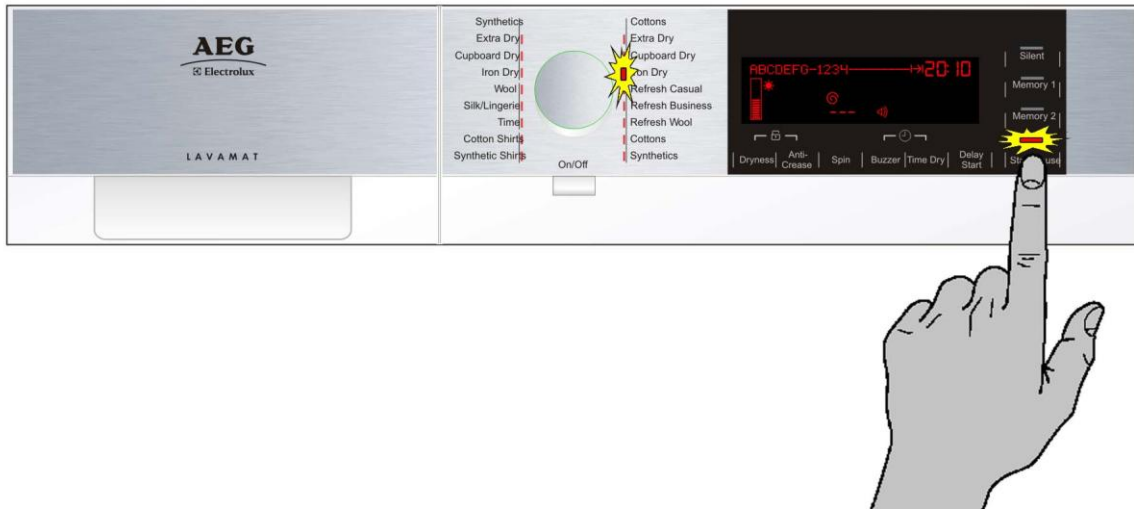 AEG
Electrolux
LAVAMAT
Synthetics
Extra Dry
Cupboard Dry
Iron Dry
Wool
Silk/Lingerie
Time
Cotton Shirts
Synthetic Shirts
On/Off
Cottons
Extra Dry
Cupboard Dry
Iron Dry
Refresh Casual
Refresh Business
Refresh Wool
Cottons
Synthetics
ABCDEFG-1234
20:10
Silent
Memory 1
Memory 2
Dryness
Anti-
Crease
Spin
Buzzer
Time Dry
Delay
Start